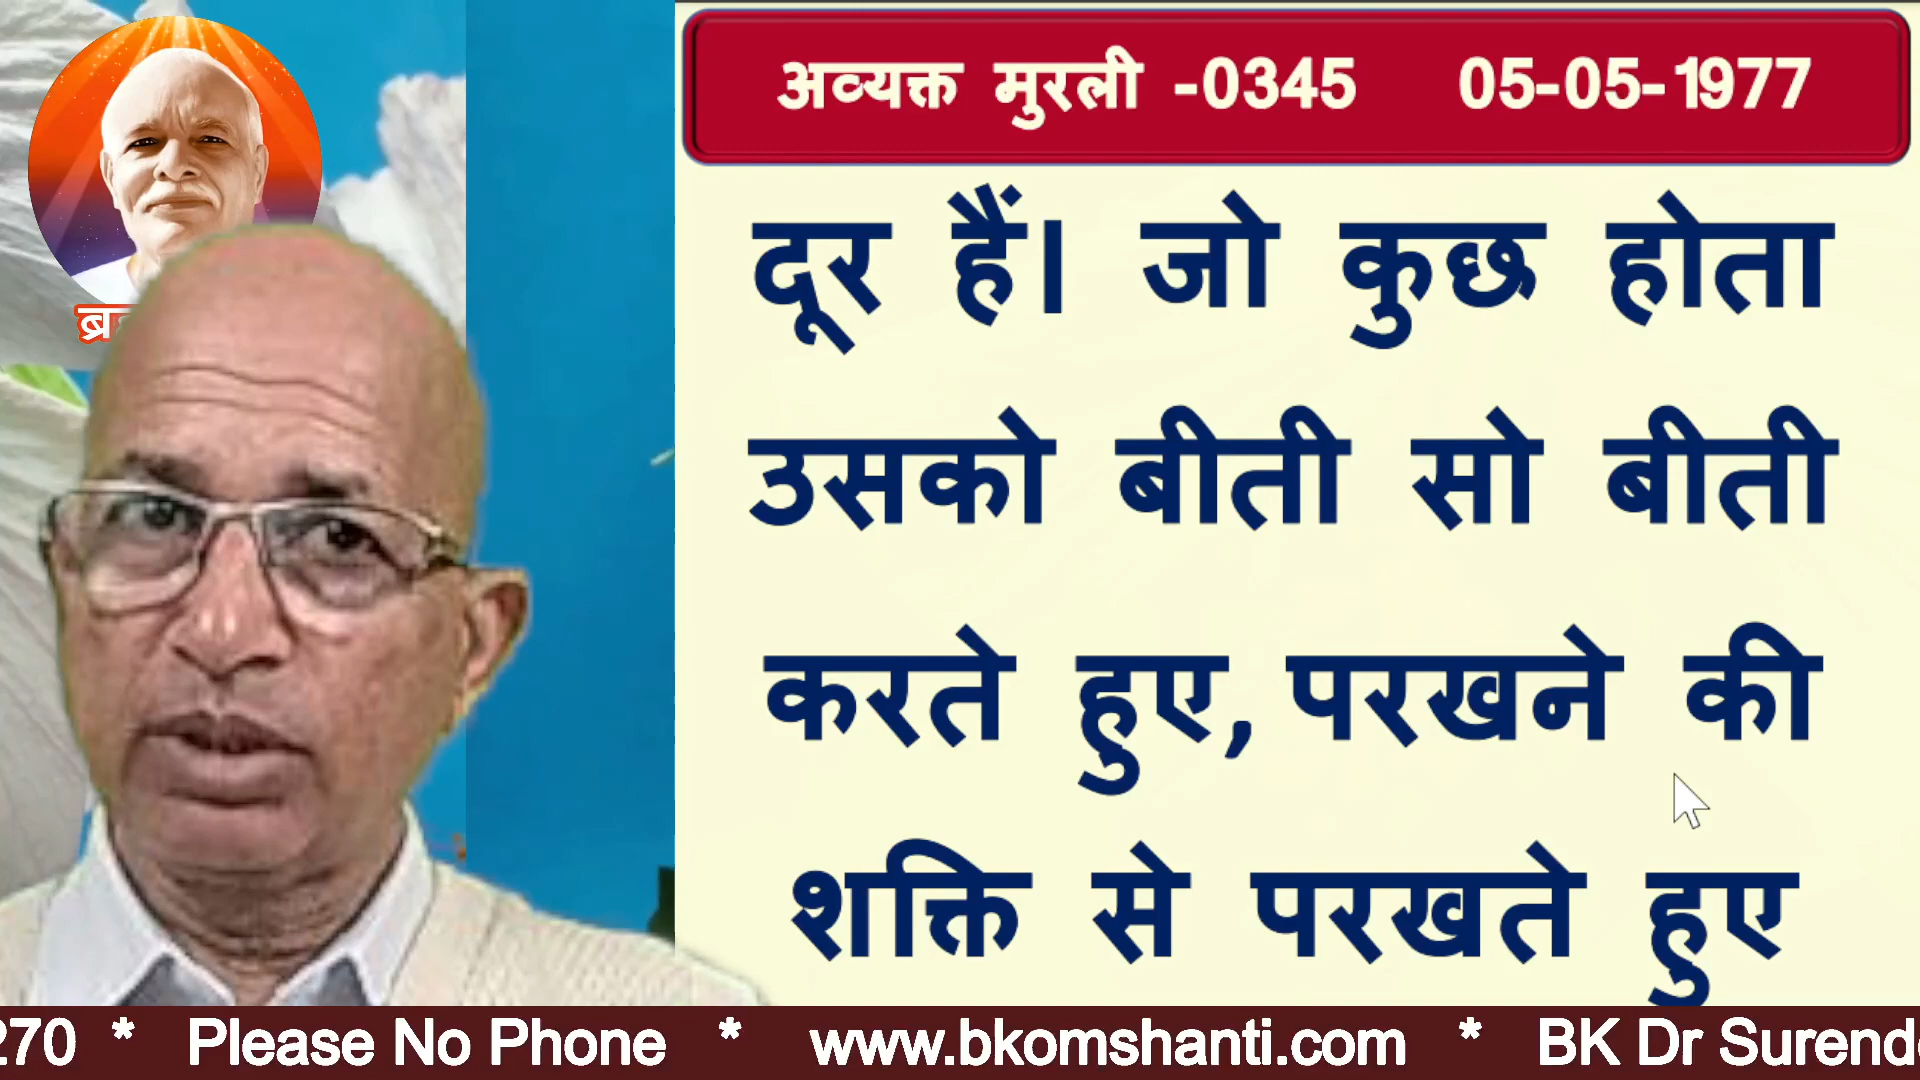 अव्यक्त मुरली -0345 05-05-1977
दूर हैं। जो कुछ होता
उसको बीती सो बीती
करते हुए, परखने की
शक्ति से परखते हुए
270 * Please No Phone * www.bkomshanti.com * BK Dr